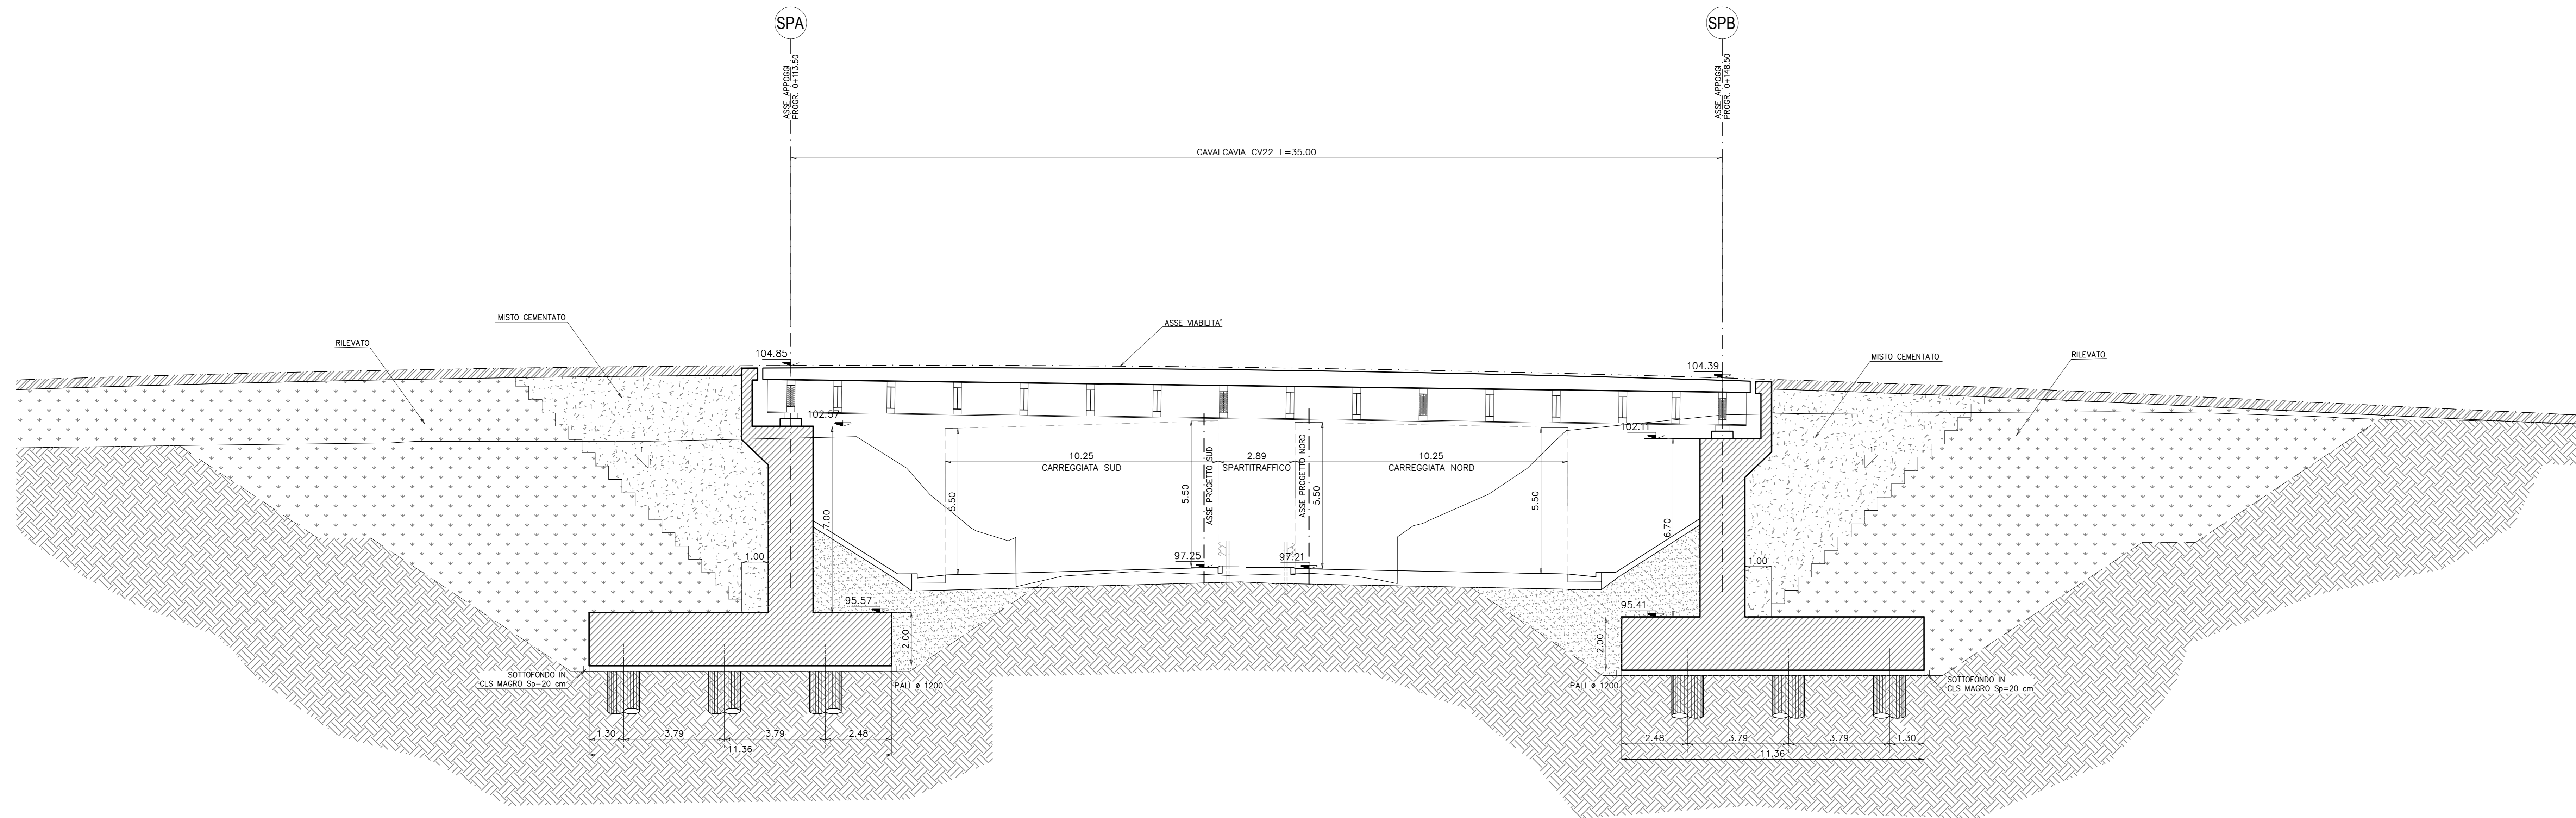 SPA
SPB
ASSE APPOGGI
PROGR. 0+113.50
ASSE APPOGGI
PROGR. 0+148.50
CAVALCAVIA CV22 L=35.00
MISTO CEMENTATO
RILEVATO
ASSE VIABILITA'
MISTO CEMENTATO
RILEVATO
104.85
104.39
102.57
102.11
10.25
CARREGGIATA SUD
2.89
SPARTITRAFFICO
10.25
CARREGGIATA NORD
ASSE PROGETTO SUD
ASSE PROGETTO NORD
5.50
5.50
5.50
5.50
1
1
1
1
7.00
6.70
97.25
97.21
1.00
1.00
95.57
95.41
2.00
2.00
SOTTOFONDO IN
CLS MAGRO Sp=20 cm
PALI ø 1200
PALI ø 1200
SOTTOFONDO IN
CLS MAGRO Sp=20 cm
1.30
3.79
3.79
2.48
11.36
2.48
3.79
3.79
1.30
11.36